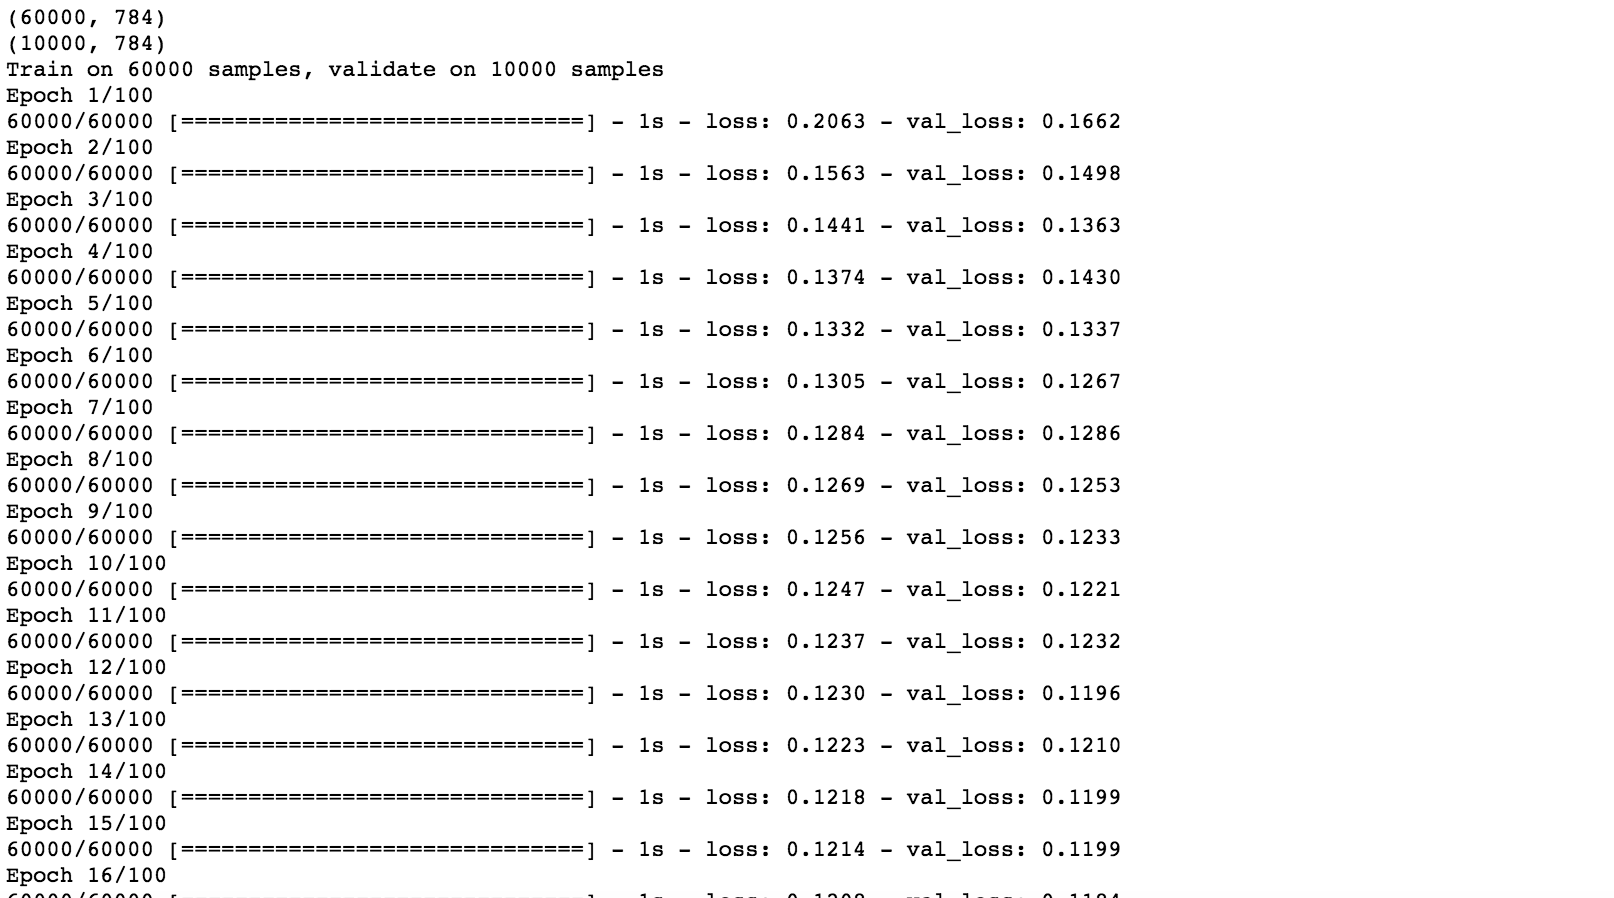 (60000, 784)
(10000, 784)
Train on 60000 samples, validate on 10000 samples
Epoch 1/100
60000/60000 [==============================] - 1s - loss: 0.2063 - val_loss: 0.1662
Epoch 2/100
60000/60000 [==============================] - 1s - loss: 0.1563 - val_loss: 0.1498
Epoch 3/100
60000/60000 [==============================] - 1s - loss: 0.1441 - val_loss: 0.1363
Epoch 4/100
60000/60000 [==============================] - 1s - loss: 0.1374 - val_loss: 0.1430
Epoch 5/100
60000/60000 [==============================] - 1s - loss: 0.1332 - val_loss: 0.1337
Epoch 6/100
60000/60000 [==============================] - 1s - loss: 0.1305 - val_loss: 0.1267
Epoch 7/100
60000/60000 [==============================] - 1s - loss: 0.1284 - val_loss: 0.1286
Epoch 8/100
60000/60000 [==============================] - 1s - loss: 0.1269 - val_loss: 0.1253
Epoch 9/100
60000/60000 [==============================] - 1s - loss: 0.1256 - val_loss: 0.1233
Epoch 10/100
60000/60000 [==============================] - 1s - loss: 0.1247 - val_loss: 0.1221
Epoch 11/100
60000/60000 [==============================] - 1s - loss: 0.1237 - val_loss: 0.1232
Epoch 12/100
60000/60000 [==============================] - 1s - loss: 0.1230 - val_loss: 0.1196
Epoch 13/100
60000/60000 [==============================] - 1s - loss: 0.1223 - val_loss: 0.1210
Epoch 14/100
60000/60000 [==============================] - 1s - loss: 0.1218 - val_loss: 0.1199
Epoch 15/100
60000/60000 [==============================] - 1s - loss: 0.1214 - val_loss: 0.1199
Epoch 16/100